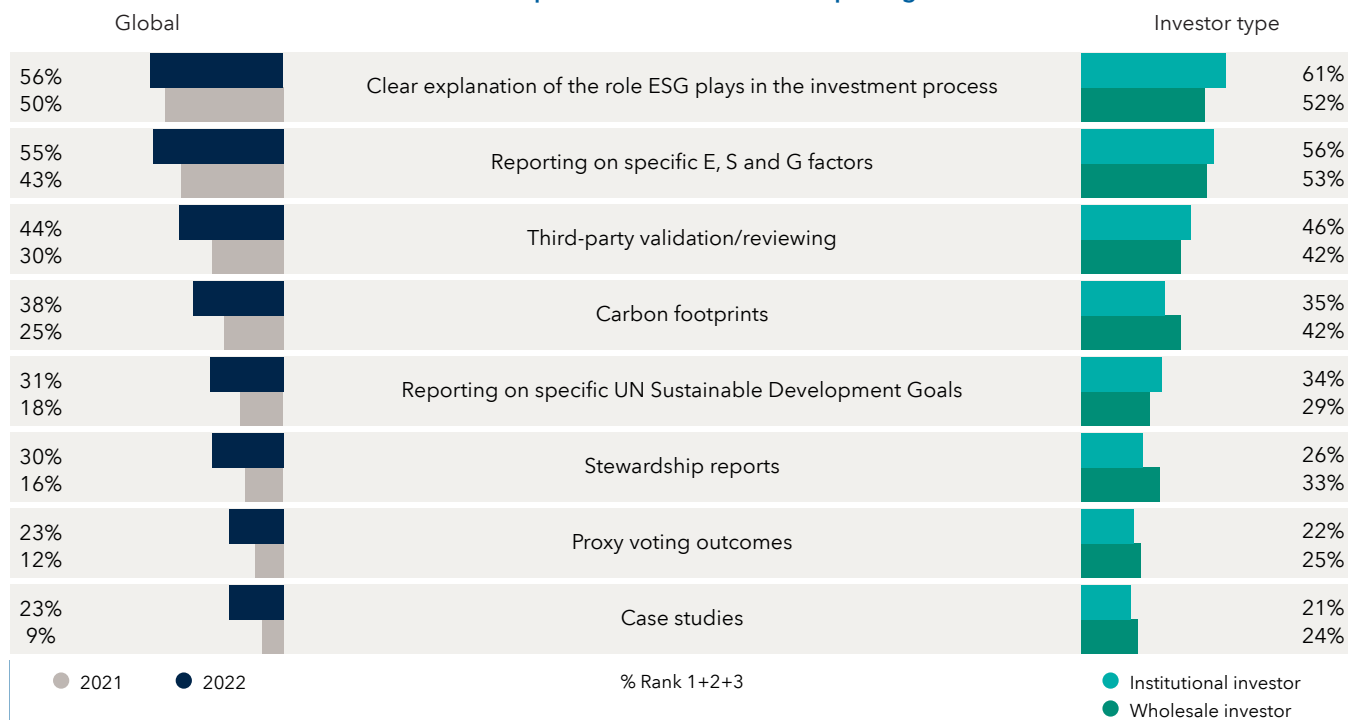 Global
Investor type
56%
50%
Clear explanation of the role ESG plays in the investment process
61%
52%
55%
43%
Reporting on specific E, S and G factors
56%
53%
44%
30%
Third-party validation/reviewing
46%
42%
38%
25%
Carbon footprints
35%
42%
31%
18%
Reporting on specific UN Sustainable Development Goals
34%
29%
30%
16%
Stewardship reports
26%
33%
23%
12%
Proxy voting outcomes
22%
25%
23%
9%
Case studies
21%
24%
2021
2022
% Rank 1+2+3
Institutional investor
Wholesale investor